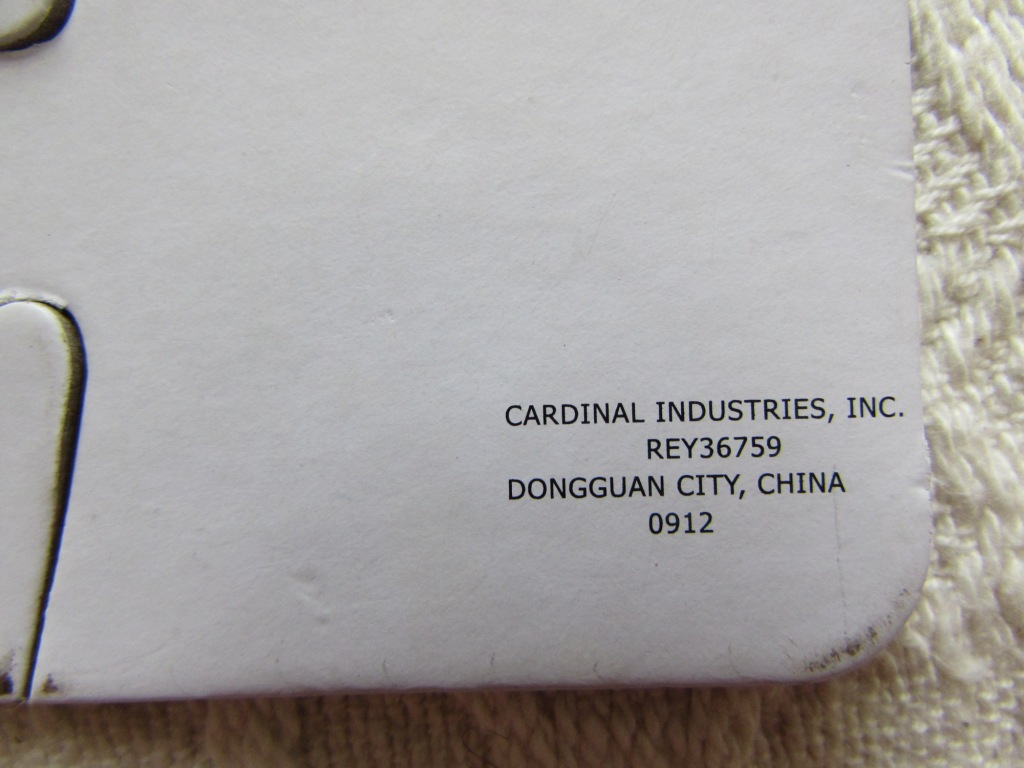 CARDINAL INDUSTRIES, INC.
REY36759
DONGGUAN CITY, CHINA
0912